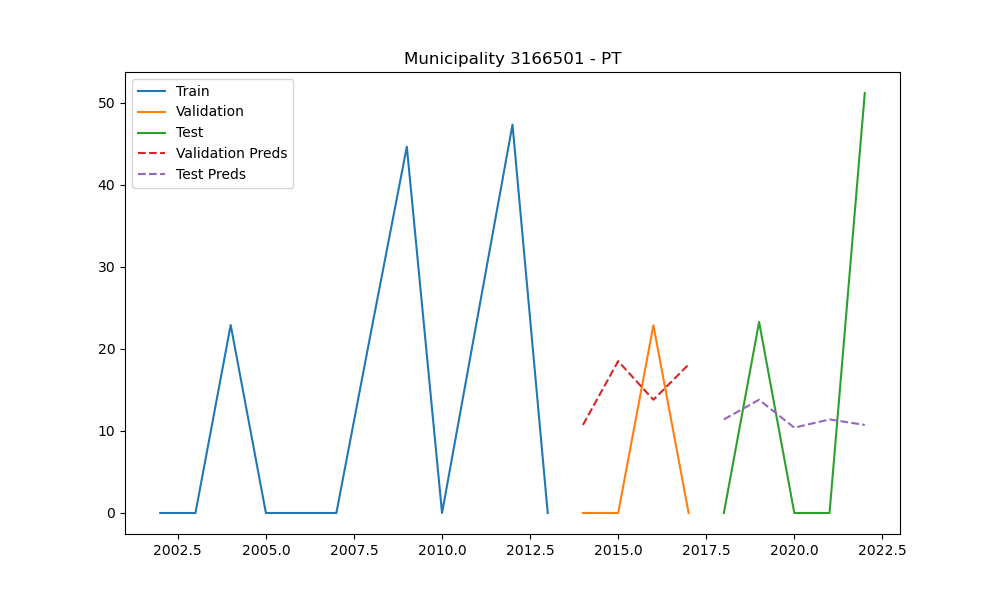 Municipality 3166501 - PT
Train
Validation
Test
Validation Preds
Test Preds
50
40
30
20
10
0
2002.5 2005.0 2007.5 2010.0 2012.5 2015.0 2017.5 2020.0 2022.5